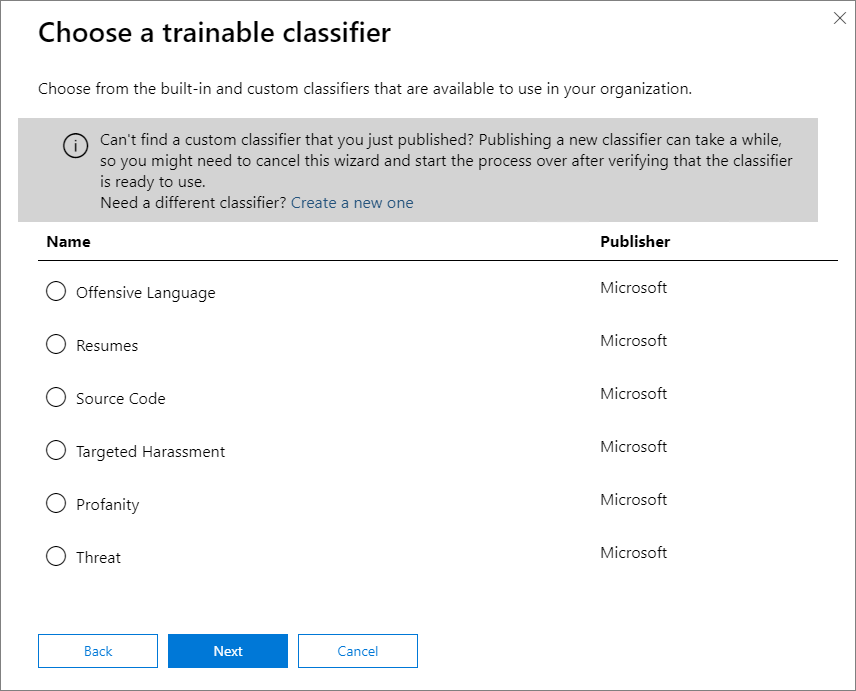 Choose a trainable classifier
Choose from the built-in and custom classifiers that are available to use in your organization.
Can't find a custom classifier that you just published? Publishing a new classifier can take a while,
so you might need to cancel this wizard and start the process over after verifying that the classifier
is ready to use.
Need a different classifier? Create a new one
Name Publisher
Offensive Language Microsoft
Resumes Microsoft
Source Code Microsoft
Targeted Harassment Microsoft
Profanity Microsoft
Threat Microsoft
Back Next Cancel